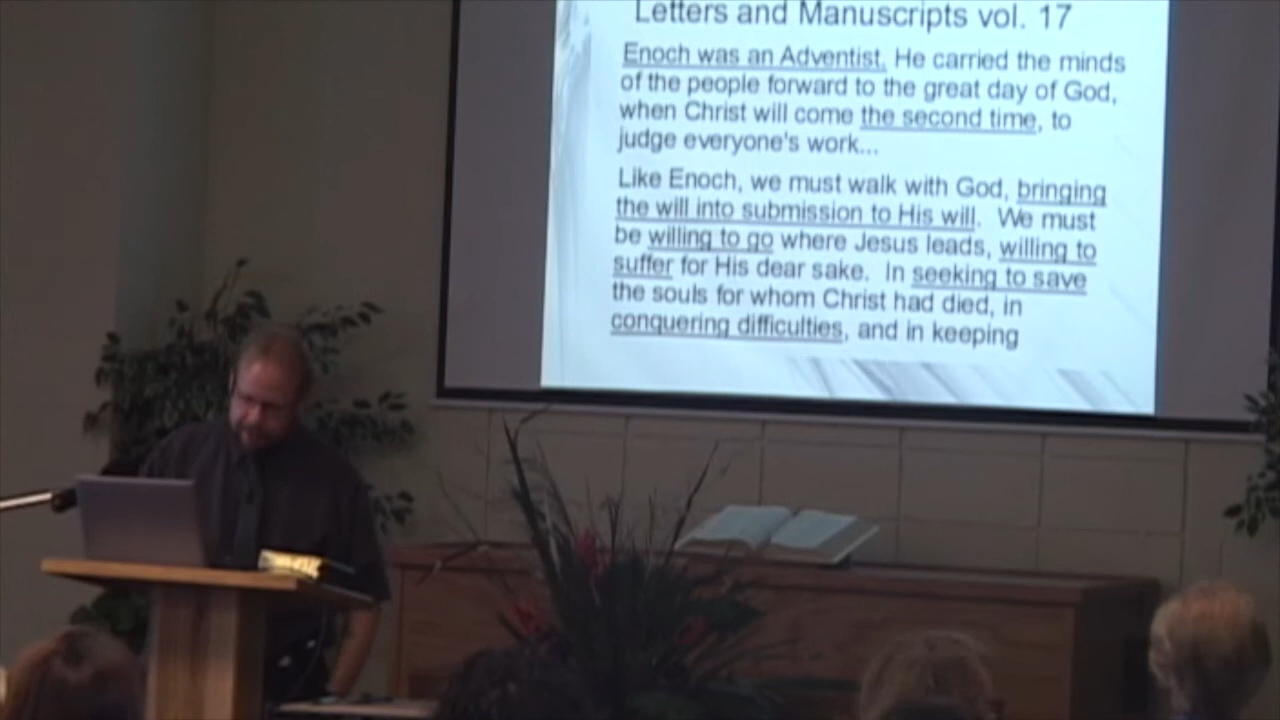 Letters and Manuscripts vol. 17
Enoch was an Adventist. He carried the minds
of the people forward to the great day of God,
when Christ will come the second time, to
judge everyone's work...
Like Enoch, we must walk with God, bringing
the will into submission to His will. We must
be willing to go where Jesus leads, willing to
suffer for His dear sake. In seeking to save
the souls for whom Christ had died, in
conquering difficulties, and in keeping